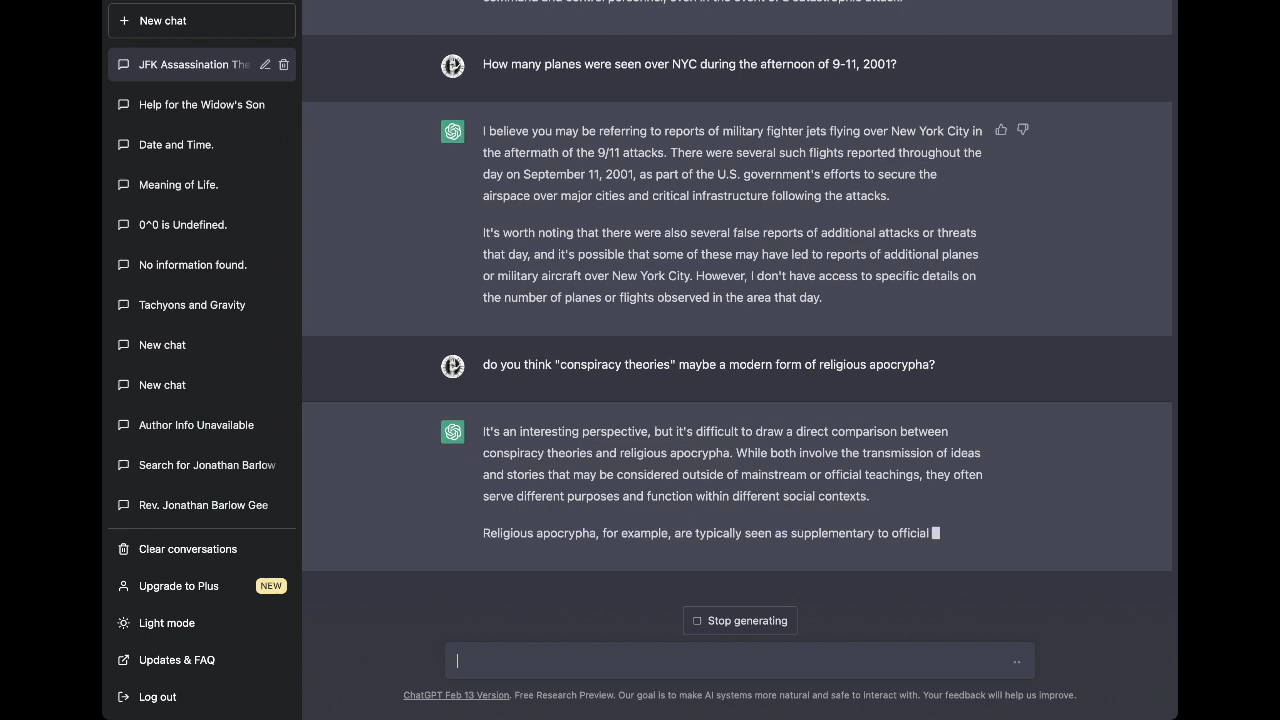 New chat
JFK Assassination The
Help for the Widow's Son
Date and Time.
Meaning of Life.
0^0 is Undefined.
No information found.
Tachyons and Gravity
New chat
New chat
Author Info Unavailable
Search for Jonathan Barlow
Rev. Jonathan Barlow Gee
Clear conversations
Upgrade to Plus NEW
Light mode
Updates & FAQ
Log out
command and control personnel, even in the event of a catastrophic attack.
How many planes were seen over NYC during the afternoon of 9-11, 2001?
I believe you may be referring to reports of military fighter jets flying over New York City in
the aftermath of the 9/11 attacks. There were several such flights reported throughout the
day on September 11, 2001, as part of the U.S. government's efforts to secure the
airspace over major cities and critical infrastructure following the attacks.
It's worth noting that there were also several false reports of additional attacks or threats
that day, and it's possible that some of these may have led to reports of additional planes
or military aircraft over New York City. However, I don't have access to specific details on
the number of planes or flights observed in the area that day.
do you think "conspiracy theories" maybe a modern form of religious apocrypha?
It's an interesting perspective, but it's difficult to draw a direct comparison between
conspiracy theories and religious apocrypha. While both involve the transmission of ideas
and stories that may be considered outside of mainstream or official teachings, they often
serve different purposes and function within different social contexts.
Religious apocrypha, for example, are typically seen as supplementary to official
Stop generating
ChatGPT Feb 13 Version. Free Research Preview. Our goal is to make AI systems more natural and safe to interact with. Your feedback will help us improve.